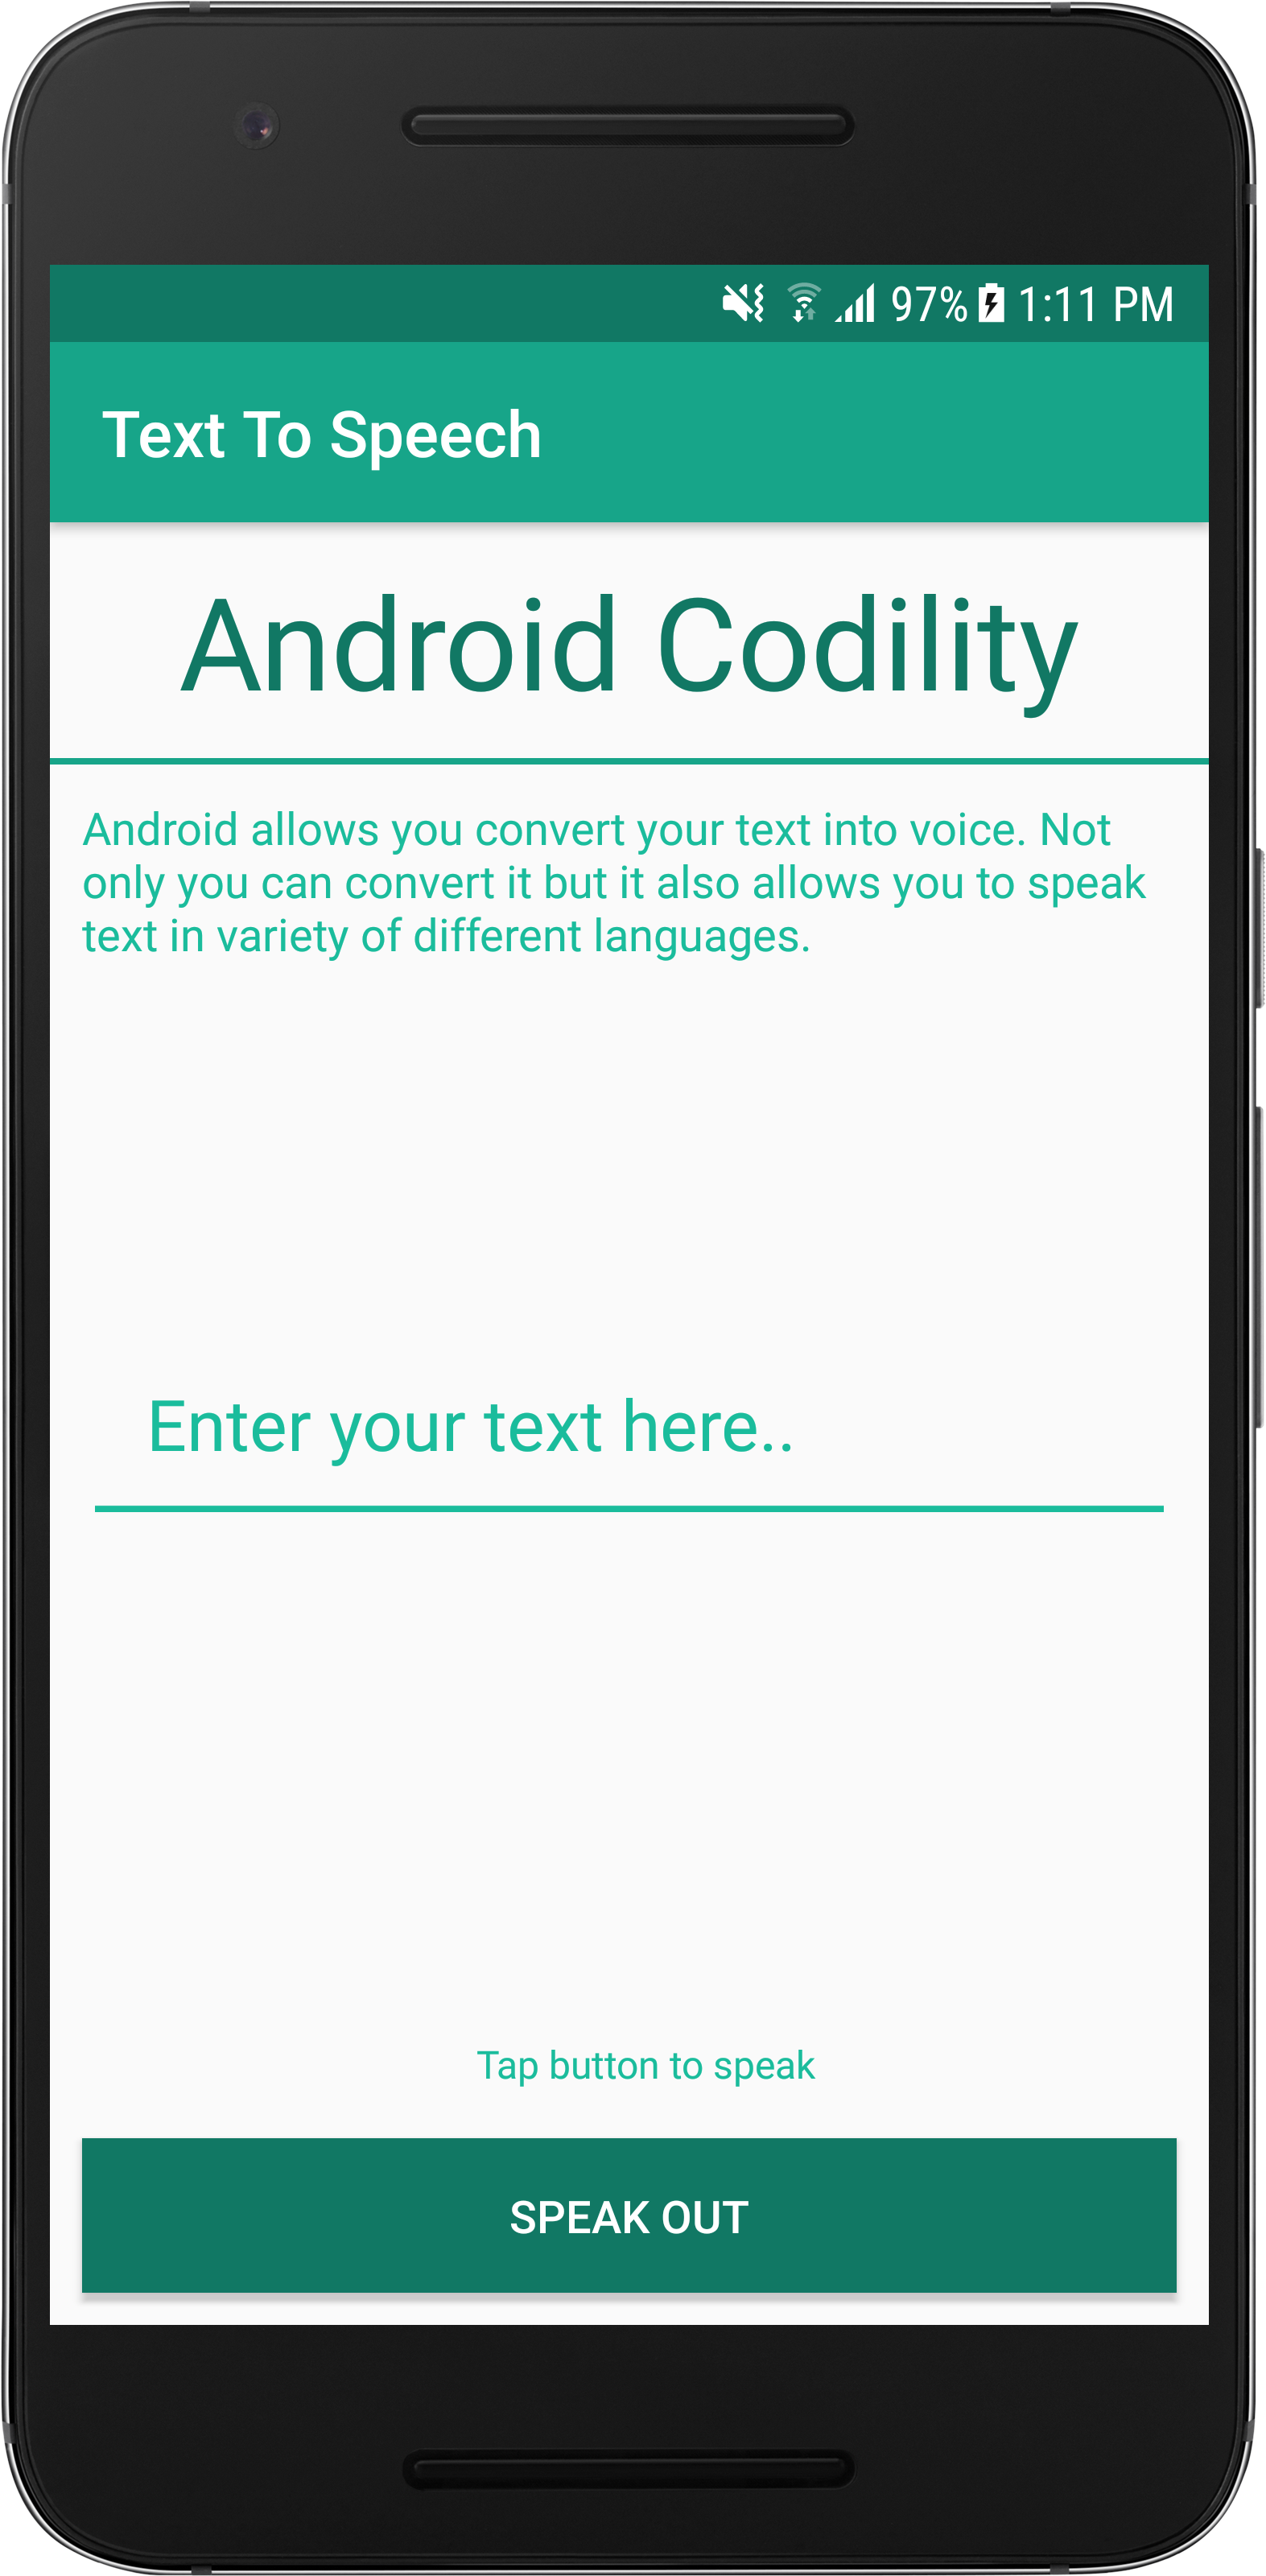 97% 1:11 PM
Text To Speech
Android Codility
Android allows you convert your text into voice. Not
only you can convert it but it also allows you to speak
text in variety of different languages.
Enter your text here..
Tap button to speak
SPEAK OUT